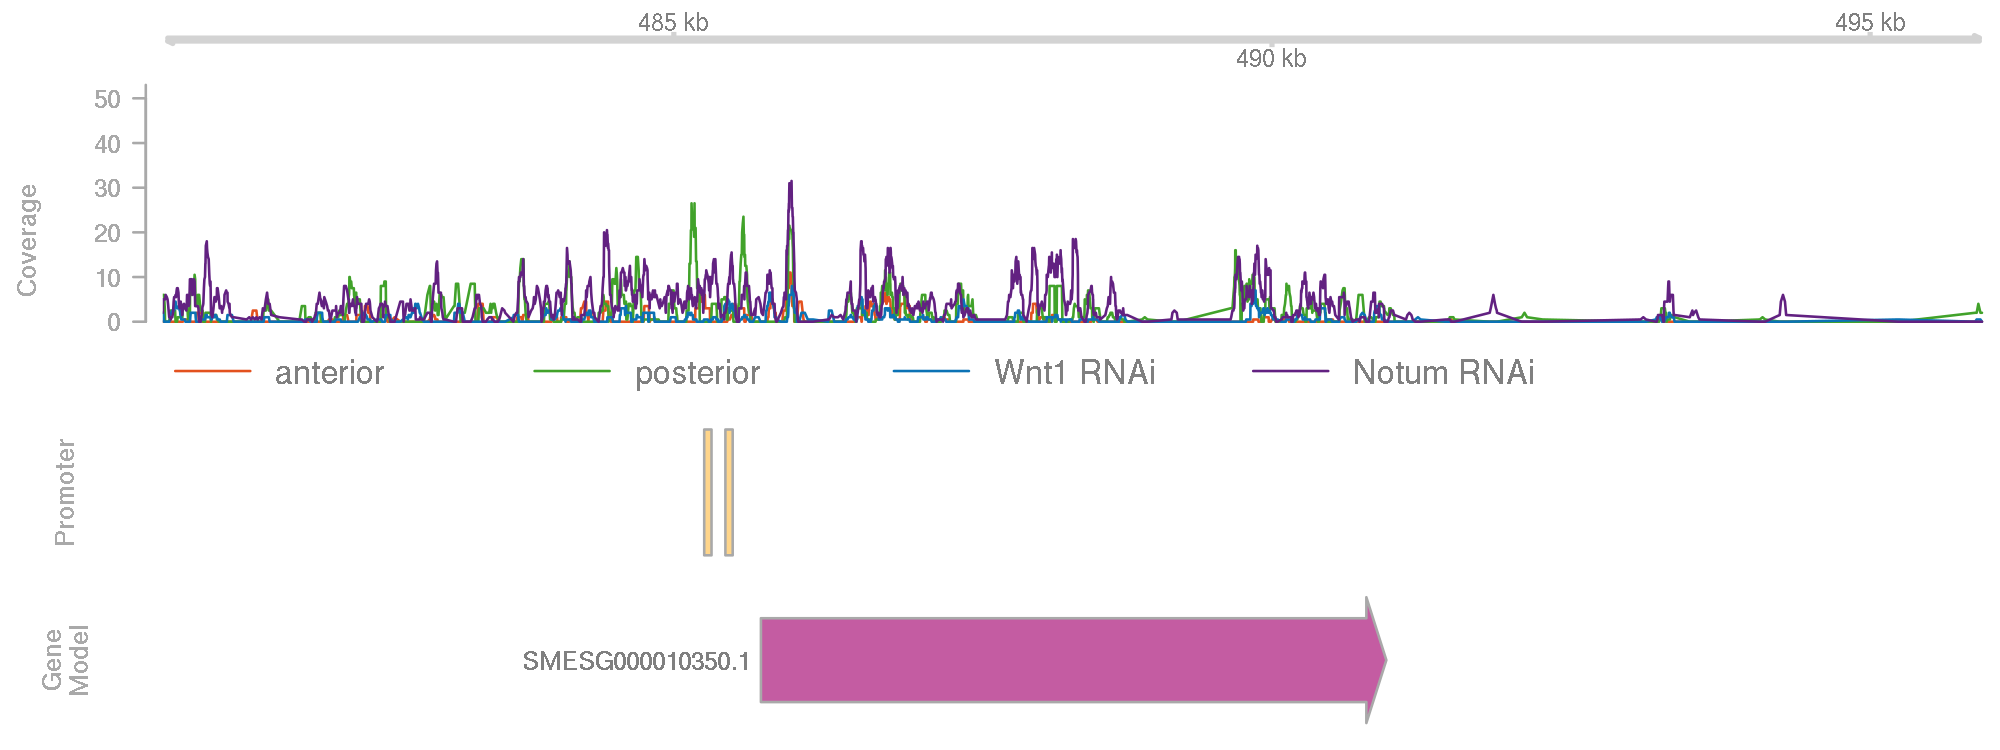 485 kb
495 kb
490 kb
50
40
30
20
10
0
Coverage
anterior posterior Wnt1 RNAi Notum RNAi
Promoter
Gene
Model
SMESG000010350.1